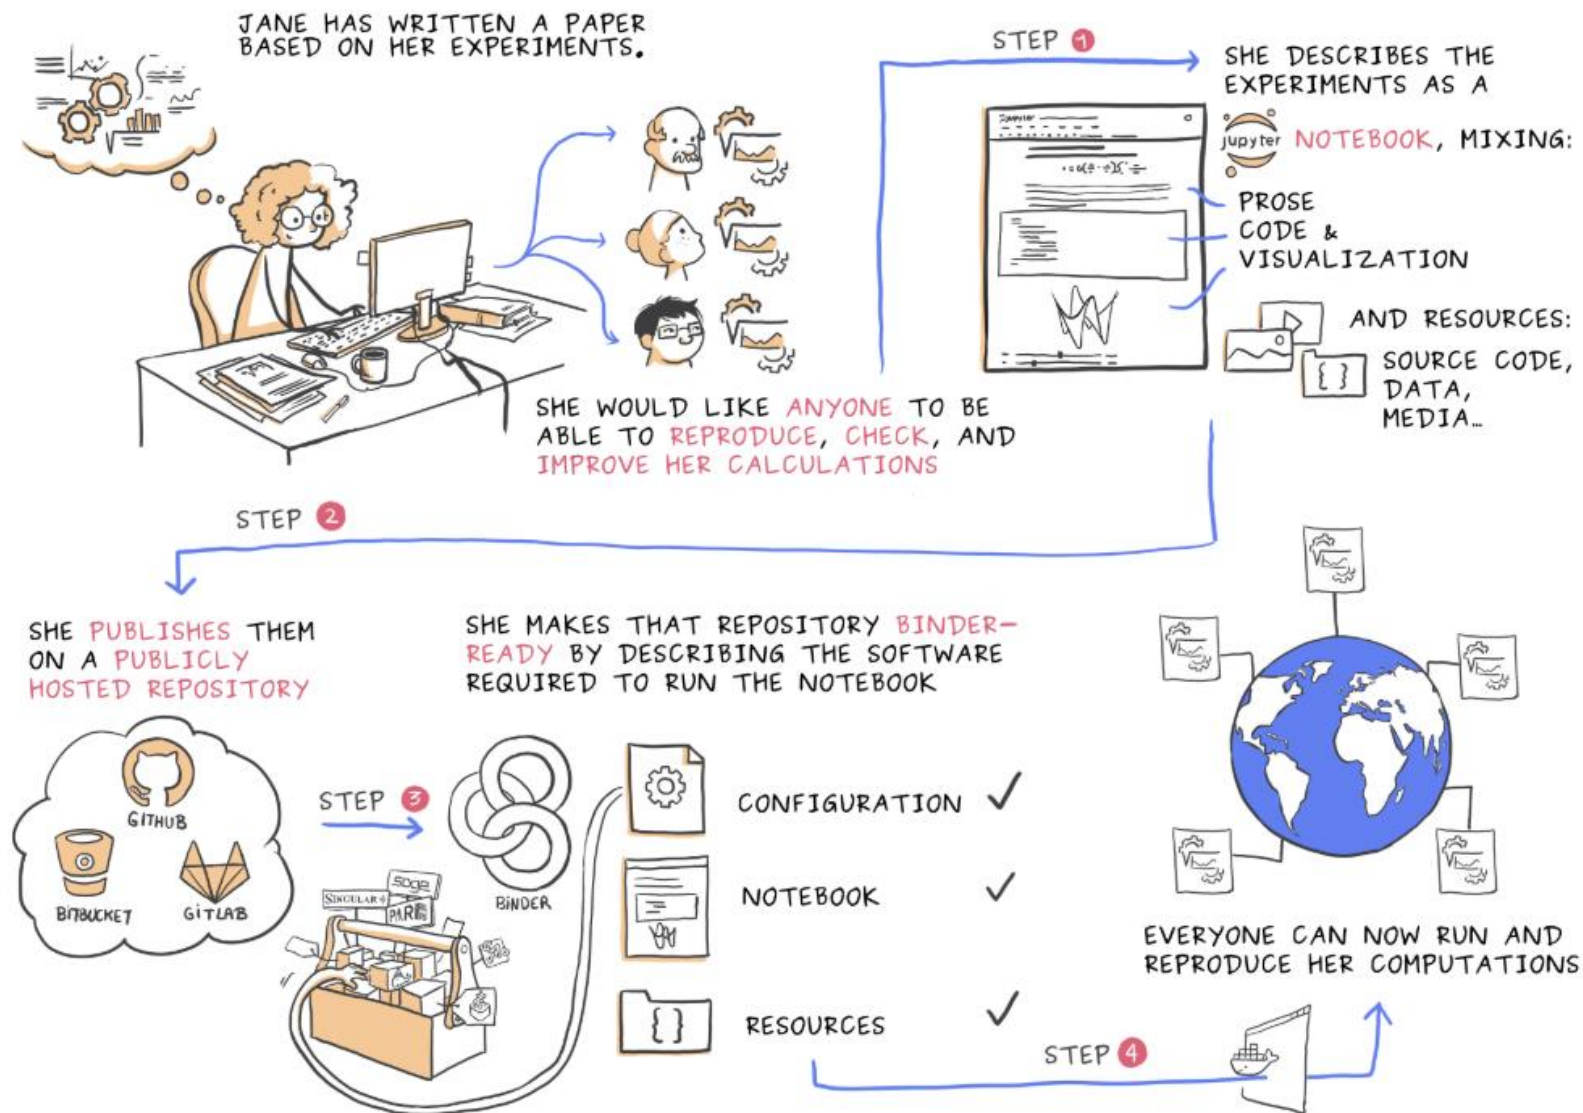 JANE HAS WRITTEN A PAPER
BASED ON HER EXPERIMENTS.
SHE WOULD LIKE ANYONE TO BE
ABLE TO REPRODUCE, CHECK, AND
IMPROVE HER CALCULATIONS
STEP 1
SHE DESCRIBES THE
EXPERIMENTS AS A
jupyter NOTEBOOK, MIXING:
PROSE
CODE &
VISUALIZATION
AND RESOURCES:
SOURCE CODE,
DATA,
MEDIA...
STEP 2
SHE PUBLISHES THEM
ON A PUBLICLY
HOSTED REPOSITORY
GITHUB
BITBUCKET
GITLAB
STEP 3
SHE MAKES THAT REPOSITORY BINDER-
READY BY DESCRIBING THE SOFTWARE
REQUIRED TO RUN THE NOTEBOOK
BINDER
sage
SINGULAR
PARI
CONFIGURATION ✓
NOTEBOOK ✓
{ } RESOURCES ✓
STEP 4
EVERYONE CAN NOW RUN AND
REPRODUCE HER COMPUTATIONS